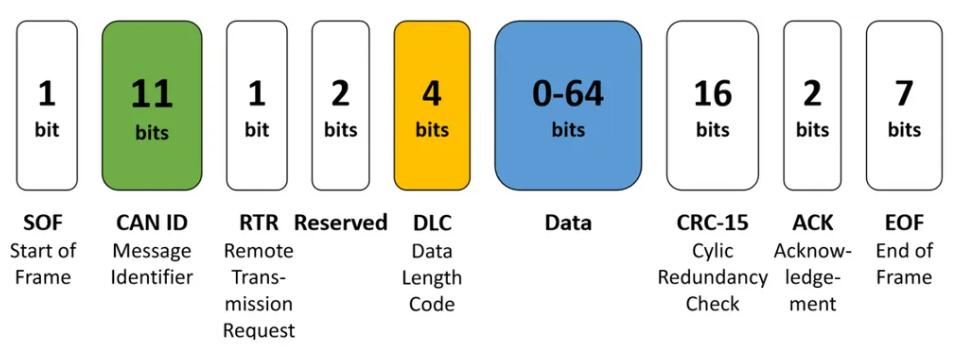 1
bit
11
bits
1
bit
2
bits
4
bits
0-64
bits
16
bits
2
bits
7
bits
SOF
Start of
Frame
CAN ID
Message
Identifier
RTR
Remote
Trans-
mission
Request
Reserved
DLC
Data
Length
Code
Data
CRC-15
Cylic
Redundancy
Check
ACK
Acknow-
ledge-
ment
EOF
End of
Frame